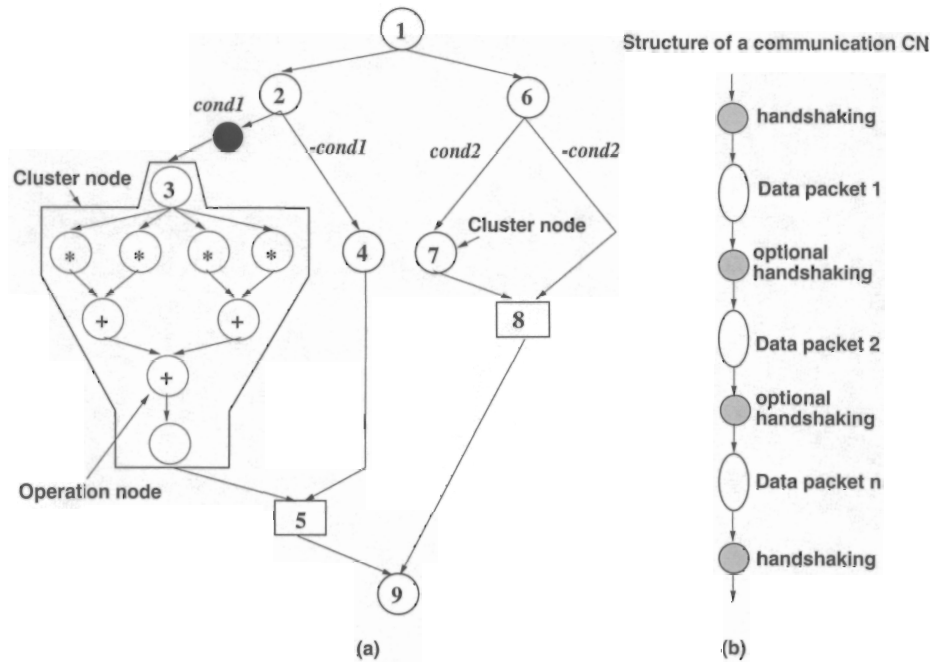 1
Structure of a communication CN
2
6
cond1
-cond1
cond2
-cond2
Cluster node
3
4
7
Cluster node
* * * *
+ +
8
+
Operation node
5
9
(a)
handshaking
Data packet 1
optional
handshaking
Data packet 2
optional
handshaking
Data packet n
handshaking
(b)